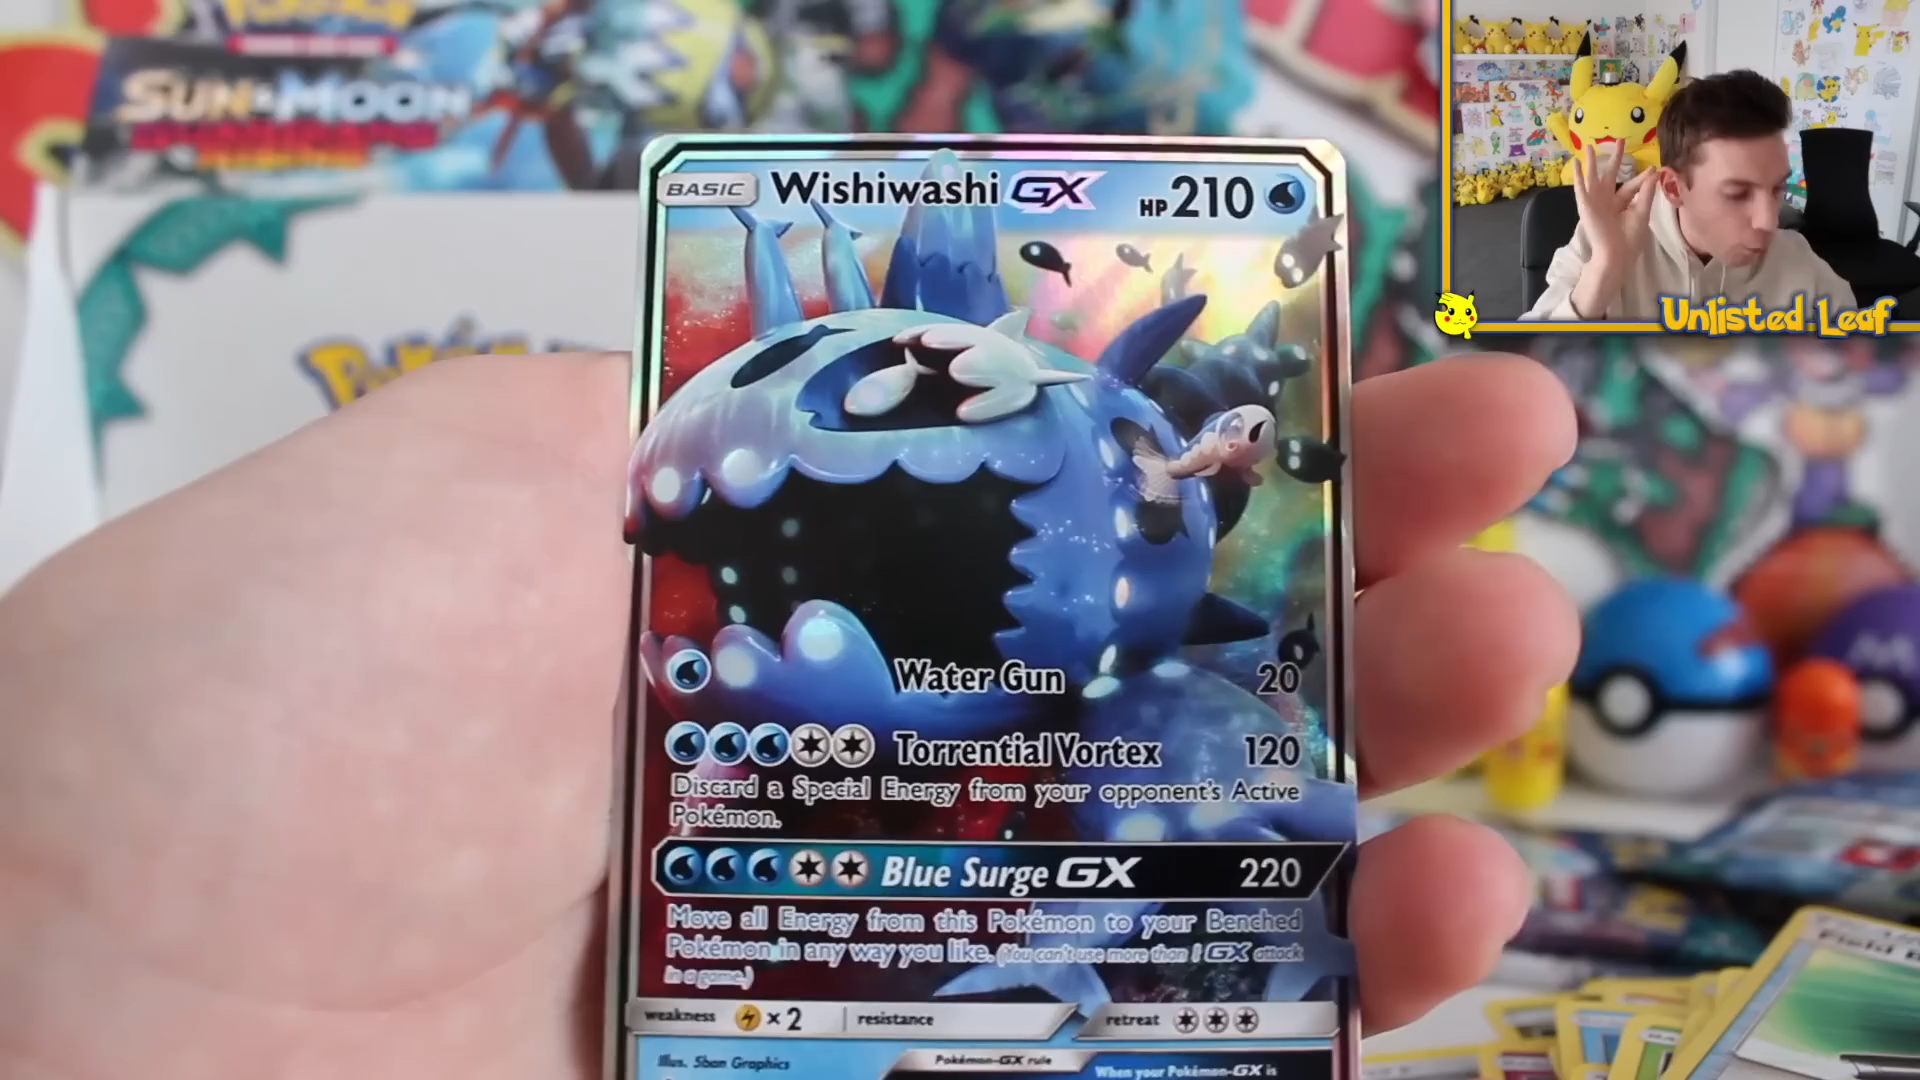 SUN & MOON
BASIC Wishiwashi GX HP 210
Unlisted Leaf
Water Gun 20
Torrential Vortex 120
Discard a Special Energy from your opponent's Active
Pokémon.
Blue Surge GX 220
Move all Energy from this Pokémon to your Benched
Pokémon in any way you like. (You can't use more than 1 GX attack
in a game.)
weakness × 2 resistance retreat
Illus. 5ban Graphics
Pokémon-GX rule
When your Pokémon-GX is
Field